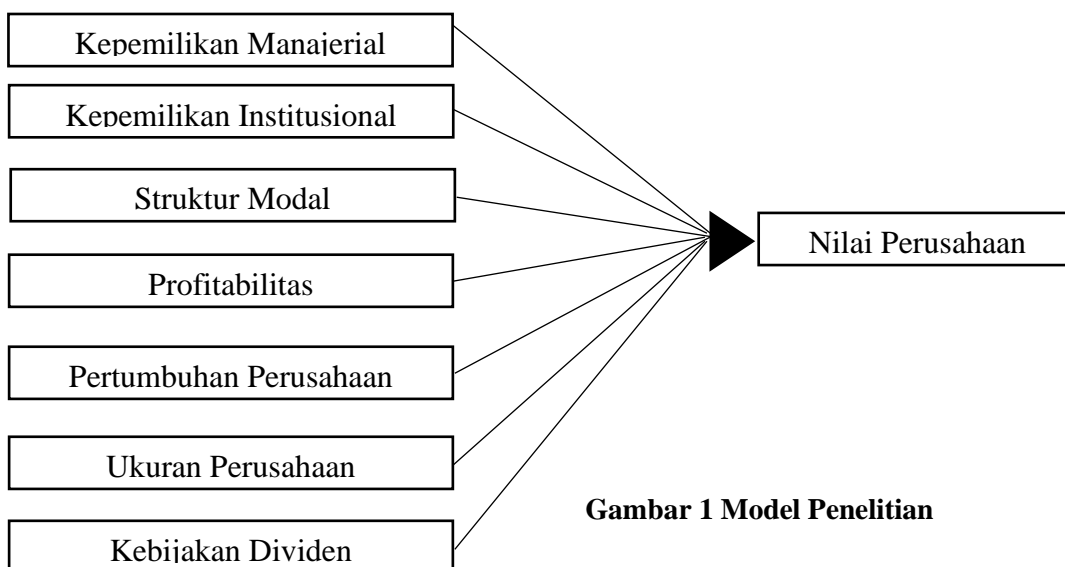 Kepemilikan Manajerial
Kepemilikan Institusional
Struktur Modal
Profitabilitas
Pertumbuhan Perusahaan
Ukuran Perusahaan
Kebijakan Dividen
Nilai Perusahaan
Gambar 1 Model Penelitian